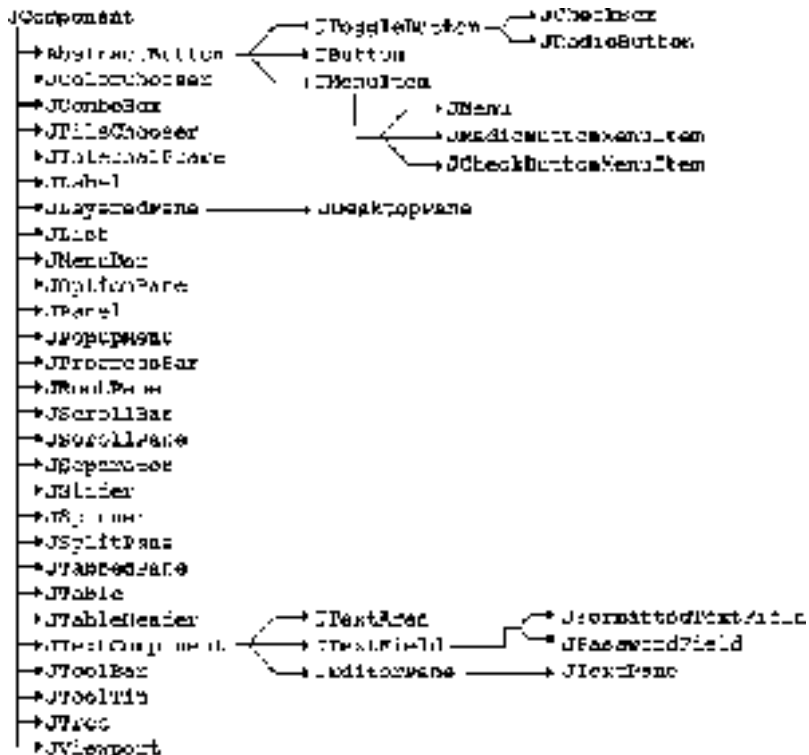 JComponent
AbstractButton
JToggleButton
JCheckBox
JRadioButton
JButton
JColorChooser
JMenuItem
JComboBox
JMenu
JFileChooser
JRadioButtonMenuItem
JInternalFrame
JCheckButtonMenuItem
JLabel
JLayeredPane
JDesktopPane
JList
JMenuBar
JOptionPane
JPanel
JPopupMenu
JProgressBar
JRootPane
JScrollBar
JScrollPane
JSeparator
JSlider
JSpinner
JSplitPane
JTabbedPane
JTable
JTableHeader
JTextArea
JFormattedTextField
JTextComponent
JTextField
JPasswordField
JToolBar
JEditorPane
JTextPane
JToolTip
JTree
JViewport